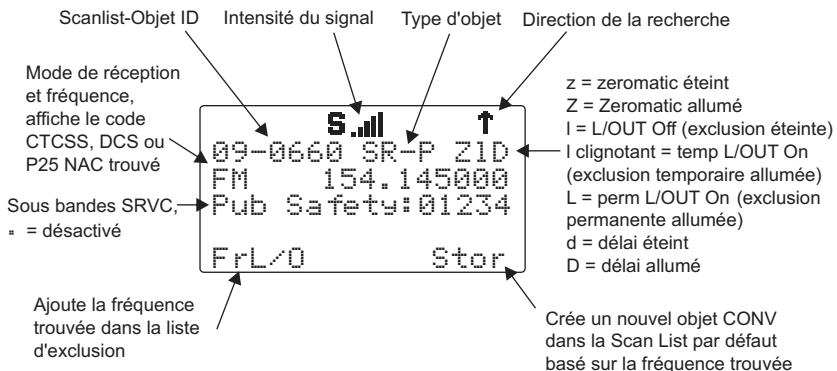 Scanlist-Objet ID
Intensité du signal
Type d'objet
Direction de la recherche
Mode de réception
et fréquence,
affiche le code
CTCSS, DCS ou
P25 NAC trouvé
Sous bandes SRVC,
▪ = désactivé
S
09-0660 SR-P ZlD
FM 154.145000
Pub Safety:01234
FrL/O Stor
z = zeromatic éteint
Z = Zeromatic allumé
l = L/OUT Off (exclusion éteinte)
l clignotant = temp L/OUT On
(exclusion temporaire allumée)
L = perm L/OUT On (exclusion
permanente allumée)
d = délai éteint
D = délai allumé
Ajoute la fréquence
trouvée dans la liste
d'exclusion
Crée un nouvel objet CONV
dans la Scan List par défaut
basé sur la fréquence trouvée